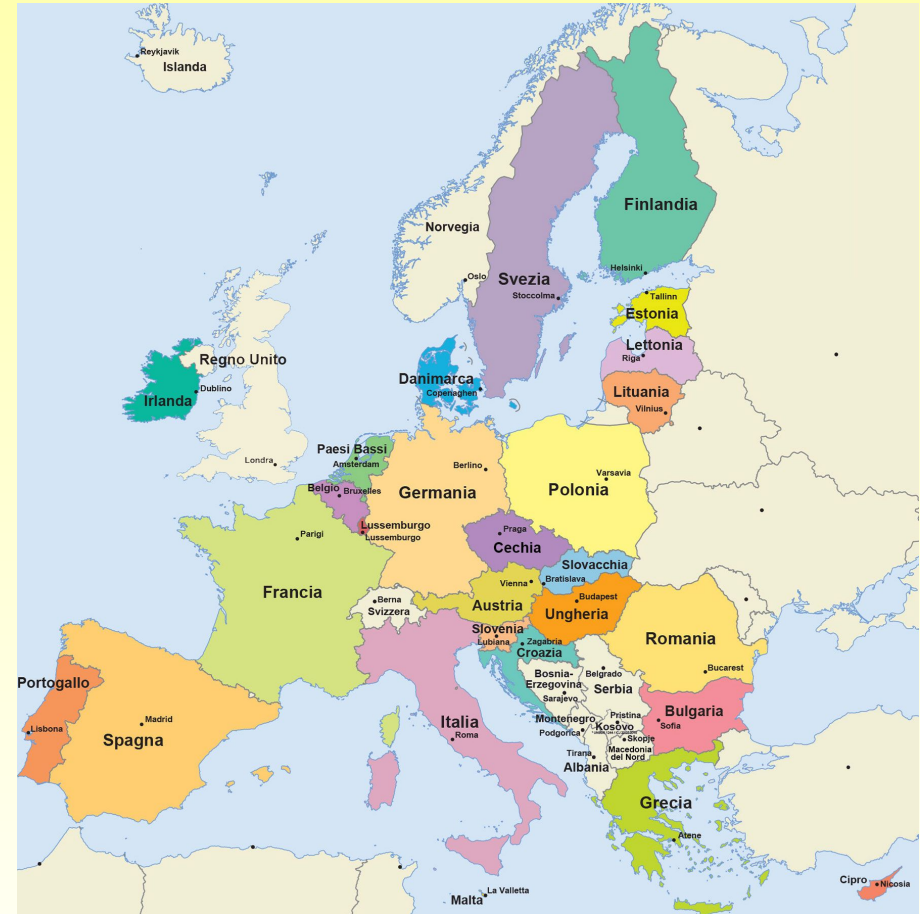 Reykjavik
Islanda
Finlandia
Norvegia
Helsinki
Oslo
Svezia
Stoccolma
Tallinn
Estonia
Lettonia
Riga
Regno Unito
Danimarca
Copenaghen
Dublino
Irlanda
Lituania
Vilnius
Paesi Bassi
Amsterdam
Londra
Berlino
Varsavia
Belgio
Bruxelles
Germania
Polonia
Lussemburgo
Lussemburgo
Parigi
Praga
Cechia
Slovacchia
Bratislava
Vienna
Francia
Berna
Svizzera
Austria
Budapest
Ungheria
Slovenia
Lubiana
Zagabria
Croazia
Romania
Bucarest
Bosnia-
Erzegovina
Sarajevo
Belgrado
Serbia
Portogallo
Lisbona
Madrid
Spagna
Italia
Roma
Montenegro
Podgorica
Pristina
Kosovo
Bulgaria
Sofia
Skopje
Macedonia
del Nord
Tirana
Albania
Grecia
Atene
Malta
La Valletta
Cipro
Nicosia